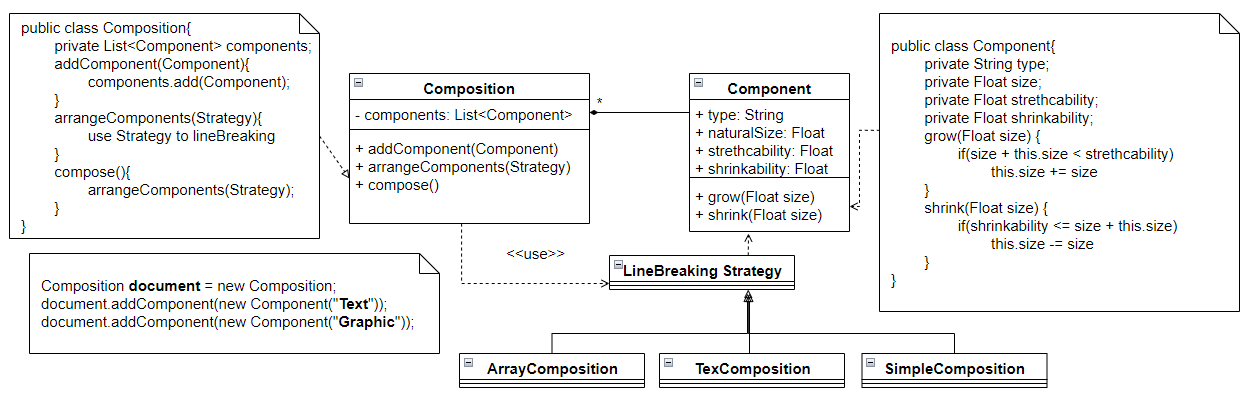 public class Composition{
private List<Component> components;
addComponent(Component){
components.add(Component);
}
arrangeComponents(Strategy){
use Strategy to lineBreaking
}
compose(){
arrangeComponents(Strategy);
}
}
Composition document = new Composition;
document.addComponent(new Component("Text"));
document.addComponent(new Component("Graphic"));
Composition
- components: List<Component>
+ addComponent(Component)
+ arrangeComponents(Strategy)
+ compose()
*
Component
+ type: String
+ naturalSize: Float
+ strethcability: Float
+ shrinkability: Float
+ grow(Float size)
+ shrink(Float size)
<<use>>
LineBreaking Strategy
ArrayComposition
TexComposition
SimpleComposition
public class Component{
private String type;
private Float size;
private Float strethcability;
private Float shrinkability;
grow(Float size) {
if(size + this.size < strethcability)
this.size += size
}
shrink(Float size) {
if(shrinkability <= size + this.size)
this.size -= size
}
}